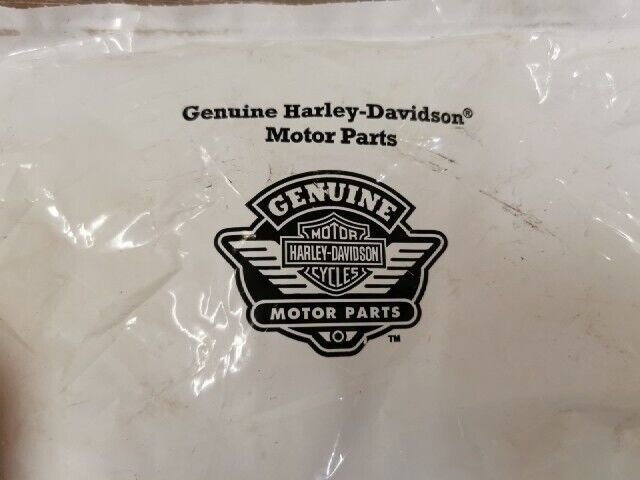 Genuine Harley-Davidson®
Motor Parts
GENUINE
MOTOR
HARLEY-DAVIDSON
CYCLES
MOTOR PARTS
TM